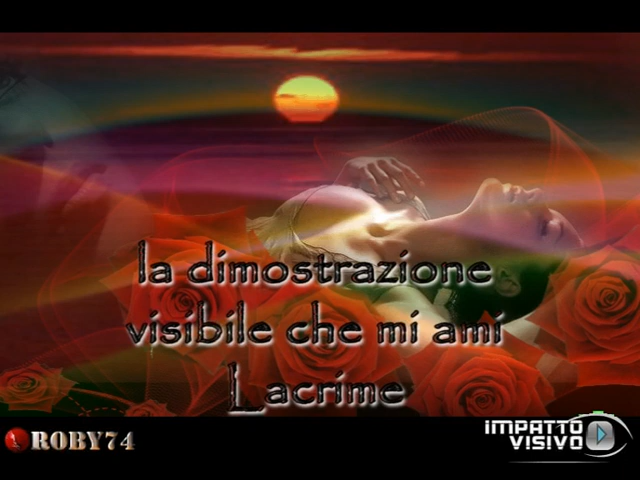 la dimostrazione
visibile che mi ami
Lacrime
ROBY74
IMPATTO
VISIVO